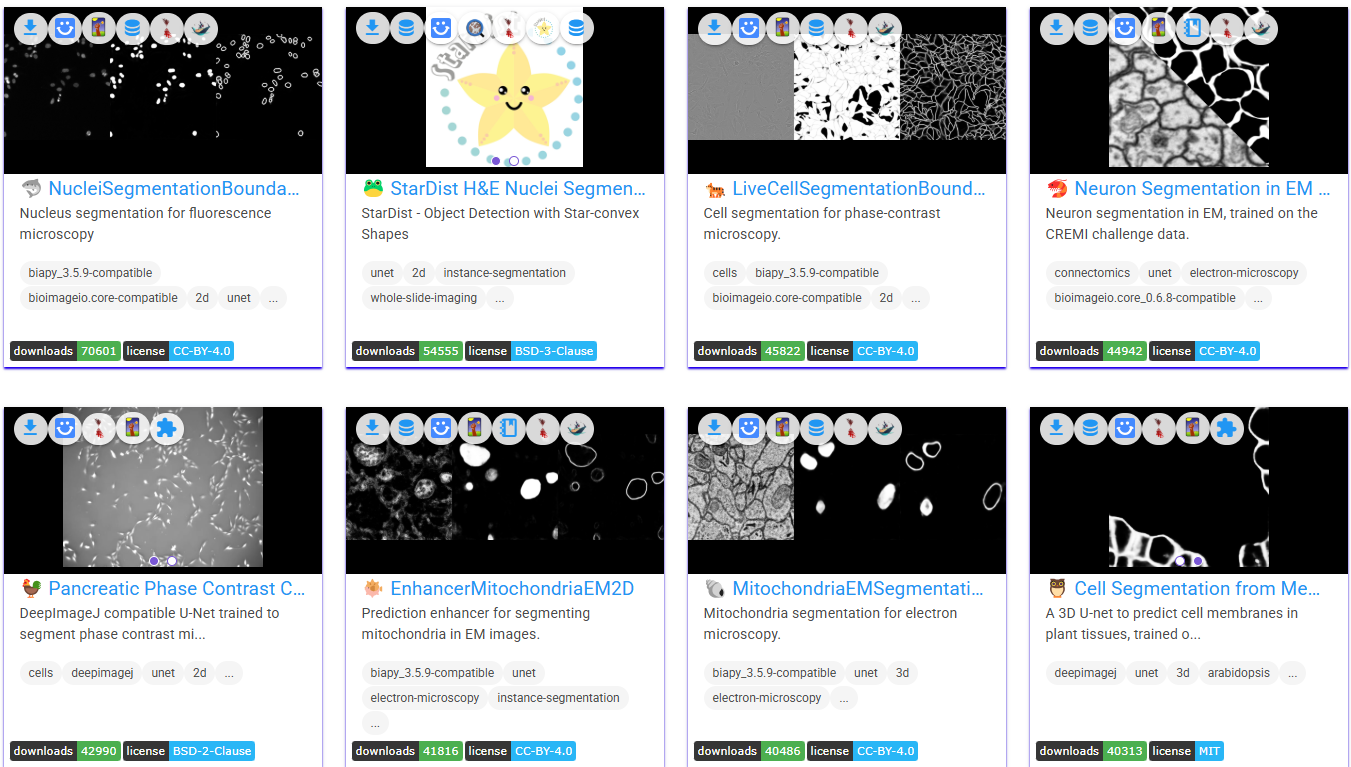 Star
NucleiSegmentationBounda...
Nucleus segmentation for fluorescence
microscopy
biapy_3.5.9-compatible
bioimageio.core-compatible 2d unet ...
downloads 70601 license CC-BY-4.0
StarDist H&E Nuclei Segmen...
StarDist - Object Detection with Star-convex
Shapes
unet 2d instance-segmentation
whole-slide-imaging ...
downloads 54555 license BSD-3-Clause
LiveCellSegmentationBound...
Cell segmentation for phase-contrast
microscopy.
cells biapy_3.5.9-compatible
bioimageio.core-compatible 2d ...
downloads 45822 license CC-BY-4.0
Neuron Segmentation in EM ...
Neuron segmentation in EM, trained on the
CREMI challenge data.
connectomics unet electron-microscopy
bioimageio.core_0.6.8-compatible ...
downloads 44942 license CC-BY-4.0
Pancreatic Phase Contrast C...
DeepImageJ compatible U-Net trained to
segment phase contrast mi...
cells deepimagej unet 2d ...
downloads 42990 license BSD-2-Clause
EnhancerMitochondriaEM2D
Prediction enhancer for segmenting
mitochondria in EM images.
biapy_3.5.9-compatible unet
electron-microscopy instance-segmentation
...
downloads 41816 license CC-BY-4.0
MitochondriaEMSegmentati...
Mitochondria segmentation for electron
microscopy.
biapy_3.5.9-compatible unet 3d
electron-microscopy ...
downloads 40486 license CC-BY-4.0
Cell Segmentation from Me...
A 3D U-net to predict cell membranes in
plant tissues, trained o...
deepimagej unet 3d arabidopsis ...
downloads 40313 license MIT